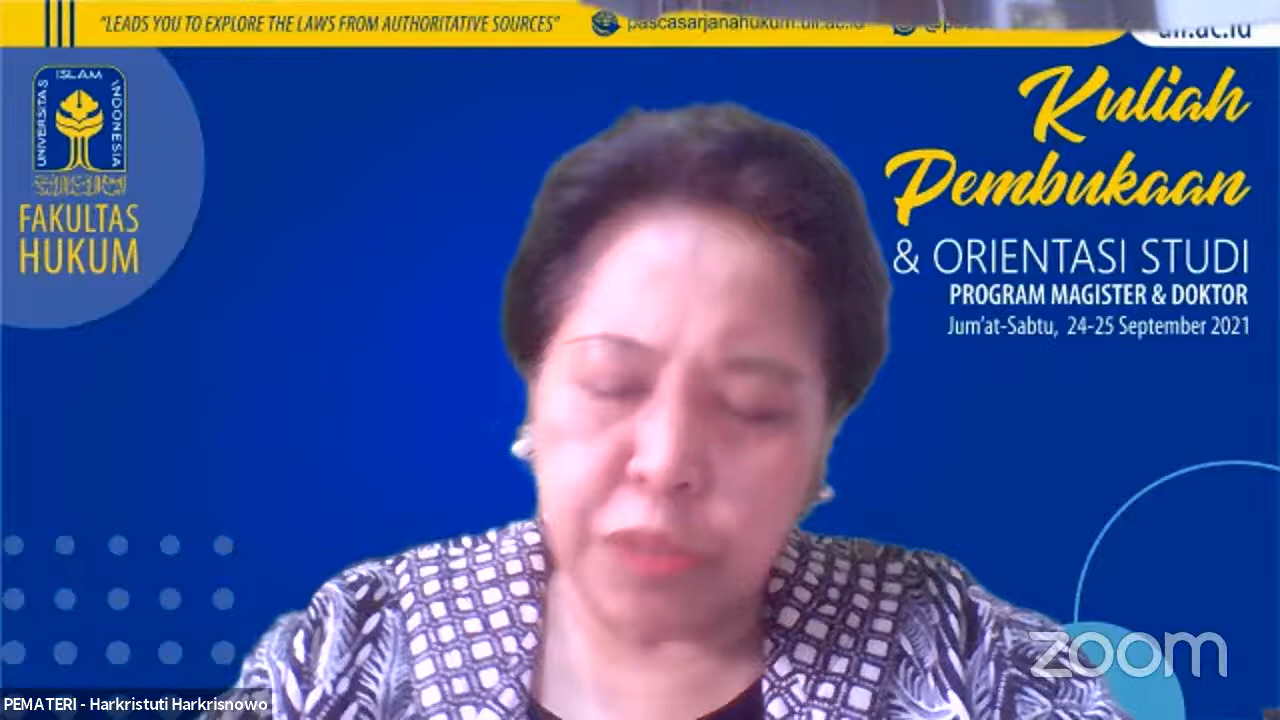 "LEADS YOU TO EXPLORE THE LAWS FROM AUTHORITATIVE SOURCES"
pascasarjanahukum.uii.ac.id
uii.ac.id
UNIVERSITAS
ISLAM
INDONESIA
FAKULTAS
HUKUM
Kuliah
Pembukaan
& ORIENTASI STUDI
PROGRAM MAGISTER & DOKTOR
Jum'at-Sabtu, 24-25 September 2021
zoom
PEMATERI - Harkristuti Harkrisnowo